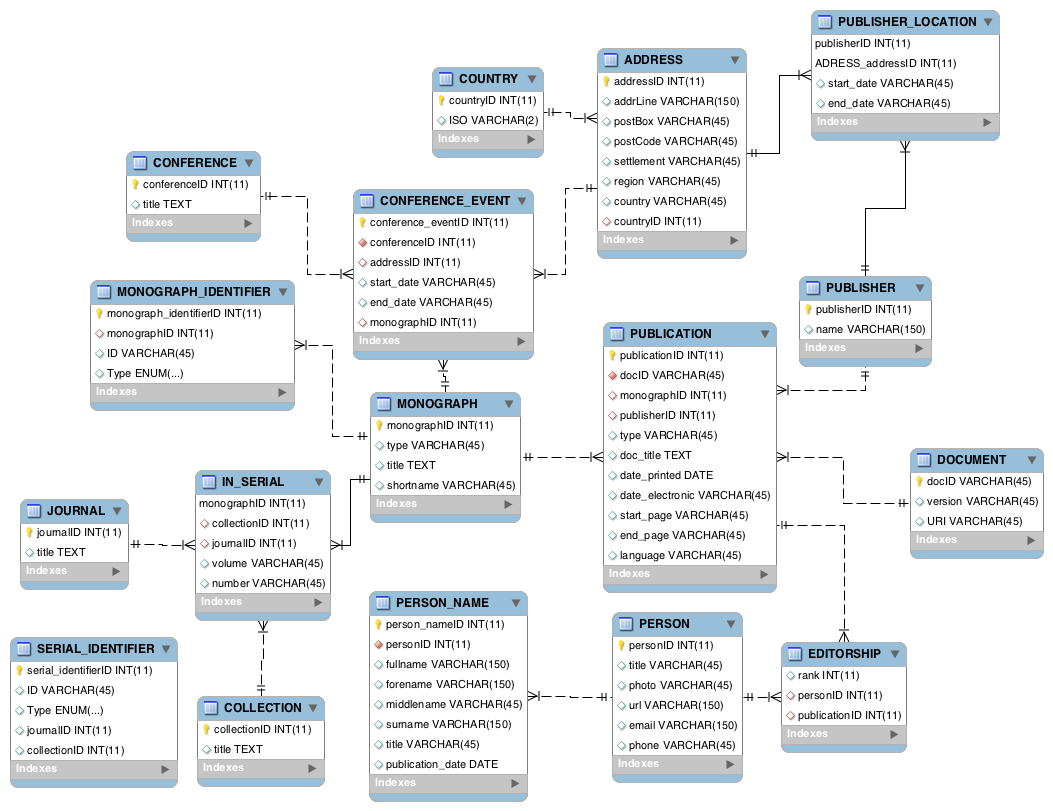 PUBLISHER_LOCATION
publisherID INT(11)
ADRESS_addressID INT(11)
start_date VARCHAR(45)
end_date VARCHAR(45)
Indexes
ADDRESS
addressID INT(11)
addrLine VARCHAR(150)
postBox VARCHAR(45)
postCode VARCHAR(45)
settlement VARCHAR(45)
region VARCHAR(45)
country VARCHAR(45)
countryID INT(11)
Indexes
COUNTRY
countryID INT(11)
ISO VARCHAR(2)
Indexes
CONFERENCE
conferenceID INT(11)
title TEXT
Indexes
CONFERENCE_EVENT
conference_eventID INT(11)
conferenceID INT(11)
addressID INT(11)
start_date VARCHAR(45)
end_date VARCHAR(45)
monographID INT(11)
Indexes
MONOGRAPH_IDENTIFIER
monograph_identifierID INT(11)
monographID INT(11)
ID VARCHAR(45)
Type ENUM(...)
Indexes
PUBLISHER
publisherID INT(11)
name VARCHAR(150)
Indexes
PUBLICATION
publicationID INT(11)
docID VARCHAR(45)
monographID INT(11)
publisherID INT(11)
type VARCHAR(45)
doc_title TEXT
date_printed DATE
date_electronic VARCHAR(45)
start_page VARCHAR(45)
end_page VARCHAR(45)
language VARCHAR(45)
Indexes
MONOGRAPH
monographID INT(11)
type VARCHAR(45)
title TEXT
shortname VARCHAR(45)
Indexes
DOCUMENT
docID VARCHAR(45)
version VARCHAR(45)
URI VARCHAR(45)
Indexes
IN_SERIAL
monographID INT(11)
collectionID INT(11)
journalID INT(11)
volume VARCHAR(45)
number VARCHAR(45)
Indexes
JOURNAL
journalID INT(11)
title TEXT
Indexes
PERSON_NAME
person_nameID INT(11)
personID INT(11)
fullname VARCHAR(150)
forename VARCHAR(150)
middlename VARCHAR(45)
surname VARCHAR(150)
title VARCHAR(45)
publication_date DATE
Indexes
PERSON
personID INT(11)
title VARCHAR(45)
photo VARCHAR(45)
url VARCHAR(150)
email VARCHAR(150)
phone VARCHAR(45)
Indexes
EDITORSHIP
rank INT(11)
personID INT(11)
publicationID INT(11)
Indexes
SERIAL_IDENTIFIER
serial_identifierID INT(11)
ID VARCHAR(45)
Type ENUM(...)
journalID INT(11)
collectionID INT(11)
Indexes
COLLECTION
collectionID INT(11)
title TEXT
Indexes